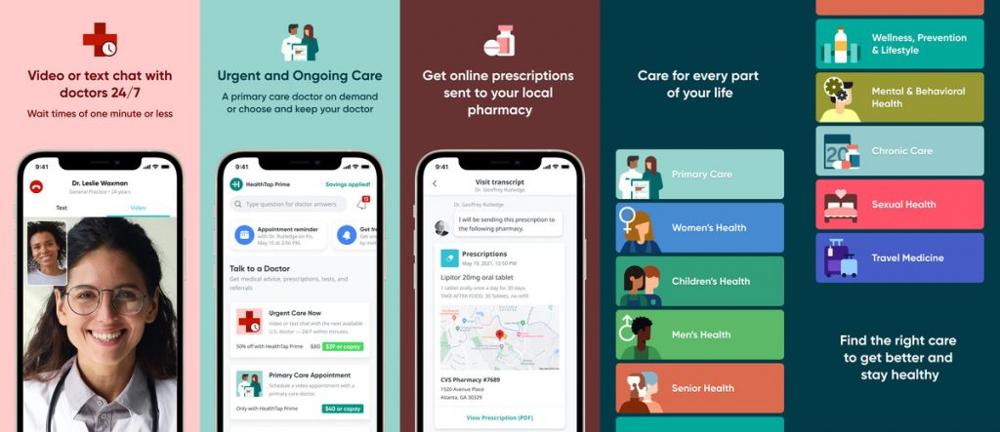 Video or text chat with
doctors 24/7
Wait times of one minute or less
9:41
Dr. Leslie Waxman
General Practice • 24 years
Text
Video
Urgent and Ongoing Care
A primary care doctor on demand
or choose and keep your doctor
9:41
HealthTap Prime
Savings applied!
Type question for doctor answers
13
Appointment reminder
with Dr. Rutledge on Fri,
May 10 at 2:50 PM.
Get fre
Get one
by invit
Talk to a Doctor
Get medical advice, prescriptions, tests, and
referrals
Urgent Care Now
Video or text chat with the next available
U.S. doctor — 24/7 within minutes.
50% off with HealthTap Prime
$80
$39 or copay
Primary Care Appointment
Schedule a video appointment with a
primary care doctor.
Only with HealthTap Prime
$40 or copay
Get online prescriptions
sent to your local
pharmacy
9:41
Visit transcript
Dr. Geoffrey Rutledge
Dr. Geoffrey Rutledge
I will be sending this prescription to
the following pharmacy.
Prescriptions
May 19, 2021, 12:50 PM
Lipitor 20mg oral tablet
1 tablet orally once a day for 30 days.
TAKE AFTER FOOD, 30 Tablets, no refill
CVS Pharmacy #7689
1520 Avenue Place
Atlanta, GA 30329
View Prescription (PDF)
Care for every part
of your life
Primary Care
Women's Health
Children's Health
Men's Health
Senior Health
Wellness, Prevention
& Lifestyle
Mental & Behavioral
Health
20
Chronic Care
Sexual Health
Travel Medicine
Find the right care
to get better and
stay healthy